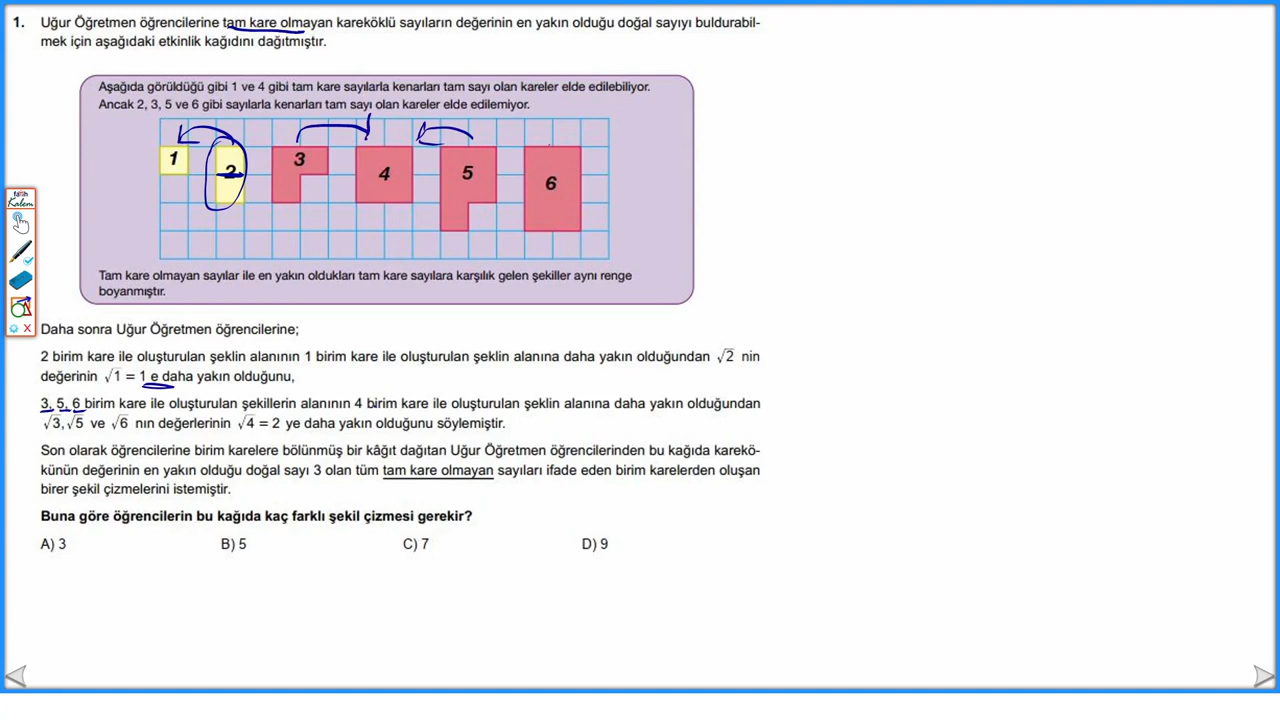 1. Uğur Öğretmen öğrencilerine tam kare olmayan kareköklü sayıların değerinin en yakın olduğu doğal sayıyı buldurabil-
mek için aşağıdaki etkinlik kağıdını dağıtmıştır.
Aşağıda görüldüğü gibi 1 ve 4 gibi tam kare sayılarla kenarları tam sayı olan kareler elde edilebiliyor.
Ancak 2, 3, 5 ve 6 gibi sayılarla kenarları tam sayı olan kareler elde edilemiyor.
1 2 3 4 5 6
Tam kare olmayan sayılar ile en yakın oldukları tam kare sayılara karşılık gelen şekiller aynı renge
boyanmıştır.
fatih
Kalem
Daha sonra Uğur Öğretmen öğrencilerine;
2 birim kare ile oluşturulan şeklin alanının 1 birim kare ile oluşturulan şeklin alanına daha yakın olduğundan √2 nin
değerinin √1 = 1 e daha yakın olduğunu,
3, 5, 6 birim kare ile oluşturulan şekillerin alanının 4 birim kare ile oluşturulan şeklin alanına daha yakın olduğundan
√3, √5 ve √6 nın değerlerinin √4 = 2 ye daha yakın olduğunu söylemiştir.
Son olarak öğrencilerine birim karelere bölünmüş bir kâğıt dağıtan Uğur Öğretmen öğrencilerinden bu kağıda karekö-
künün değerinin en yakın olduğu doğal sayı 3 olan tüm tam kare olmayan sayıları ifade eden birim karelerden oluşan
birer şekil çizmelerini istemiştir.
Buna göre öğrencilerin bu kağıda kaç farklı şekil çizmesi gerekir?
A) 3 B) 5 C) 7 D) 9